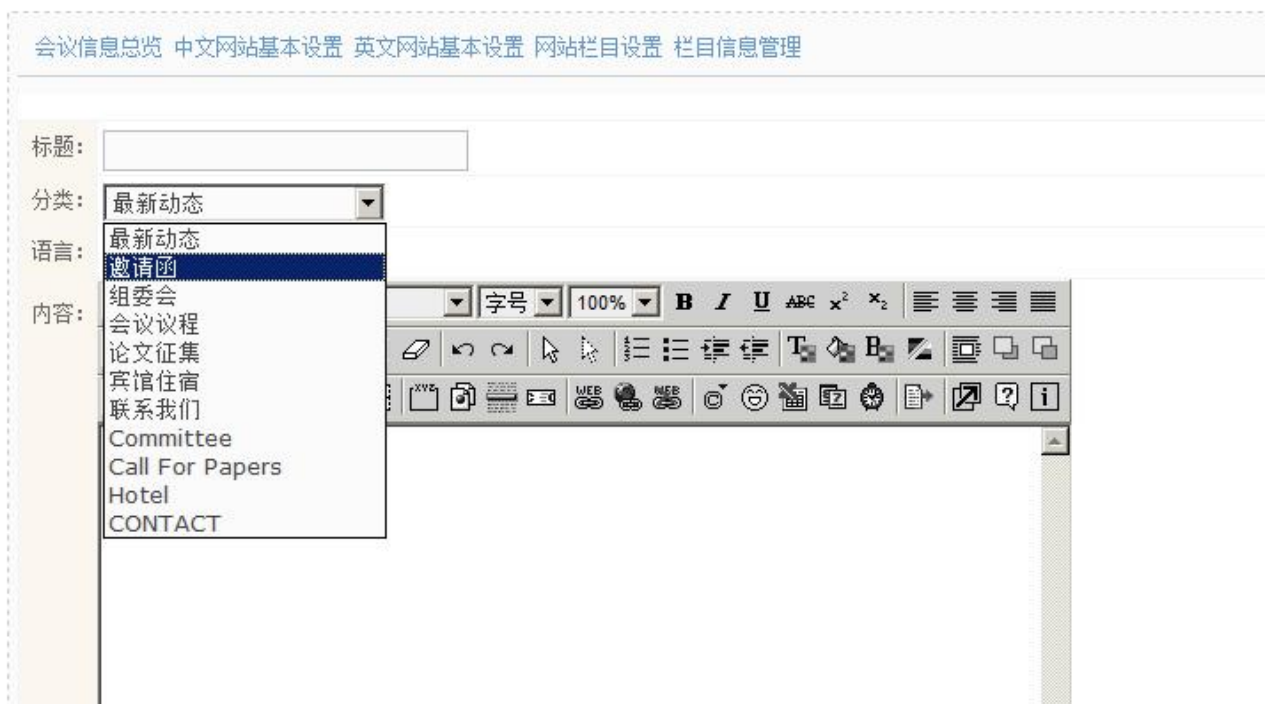 会议信息总览 中文网站基本设置 英文网站基本设置 网站栏目设置 栏目信息管理
标题:
分类: 最新动态
最新动态
语言:
邀请函
组委会
内容:
字号 100% B I U ABC x² x₂
会议议程
论文征集
宾馆住宿
联系我们
Committee
Call For Papers
Hotel
CONTACT